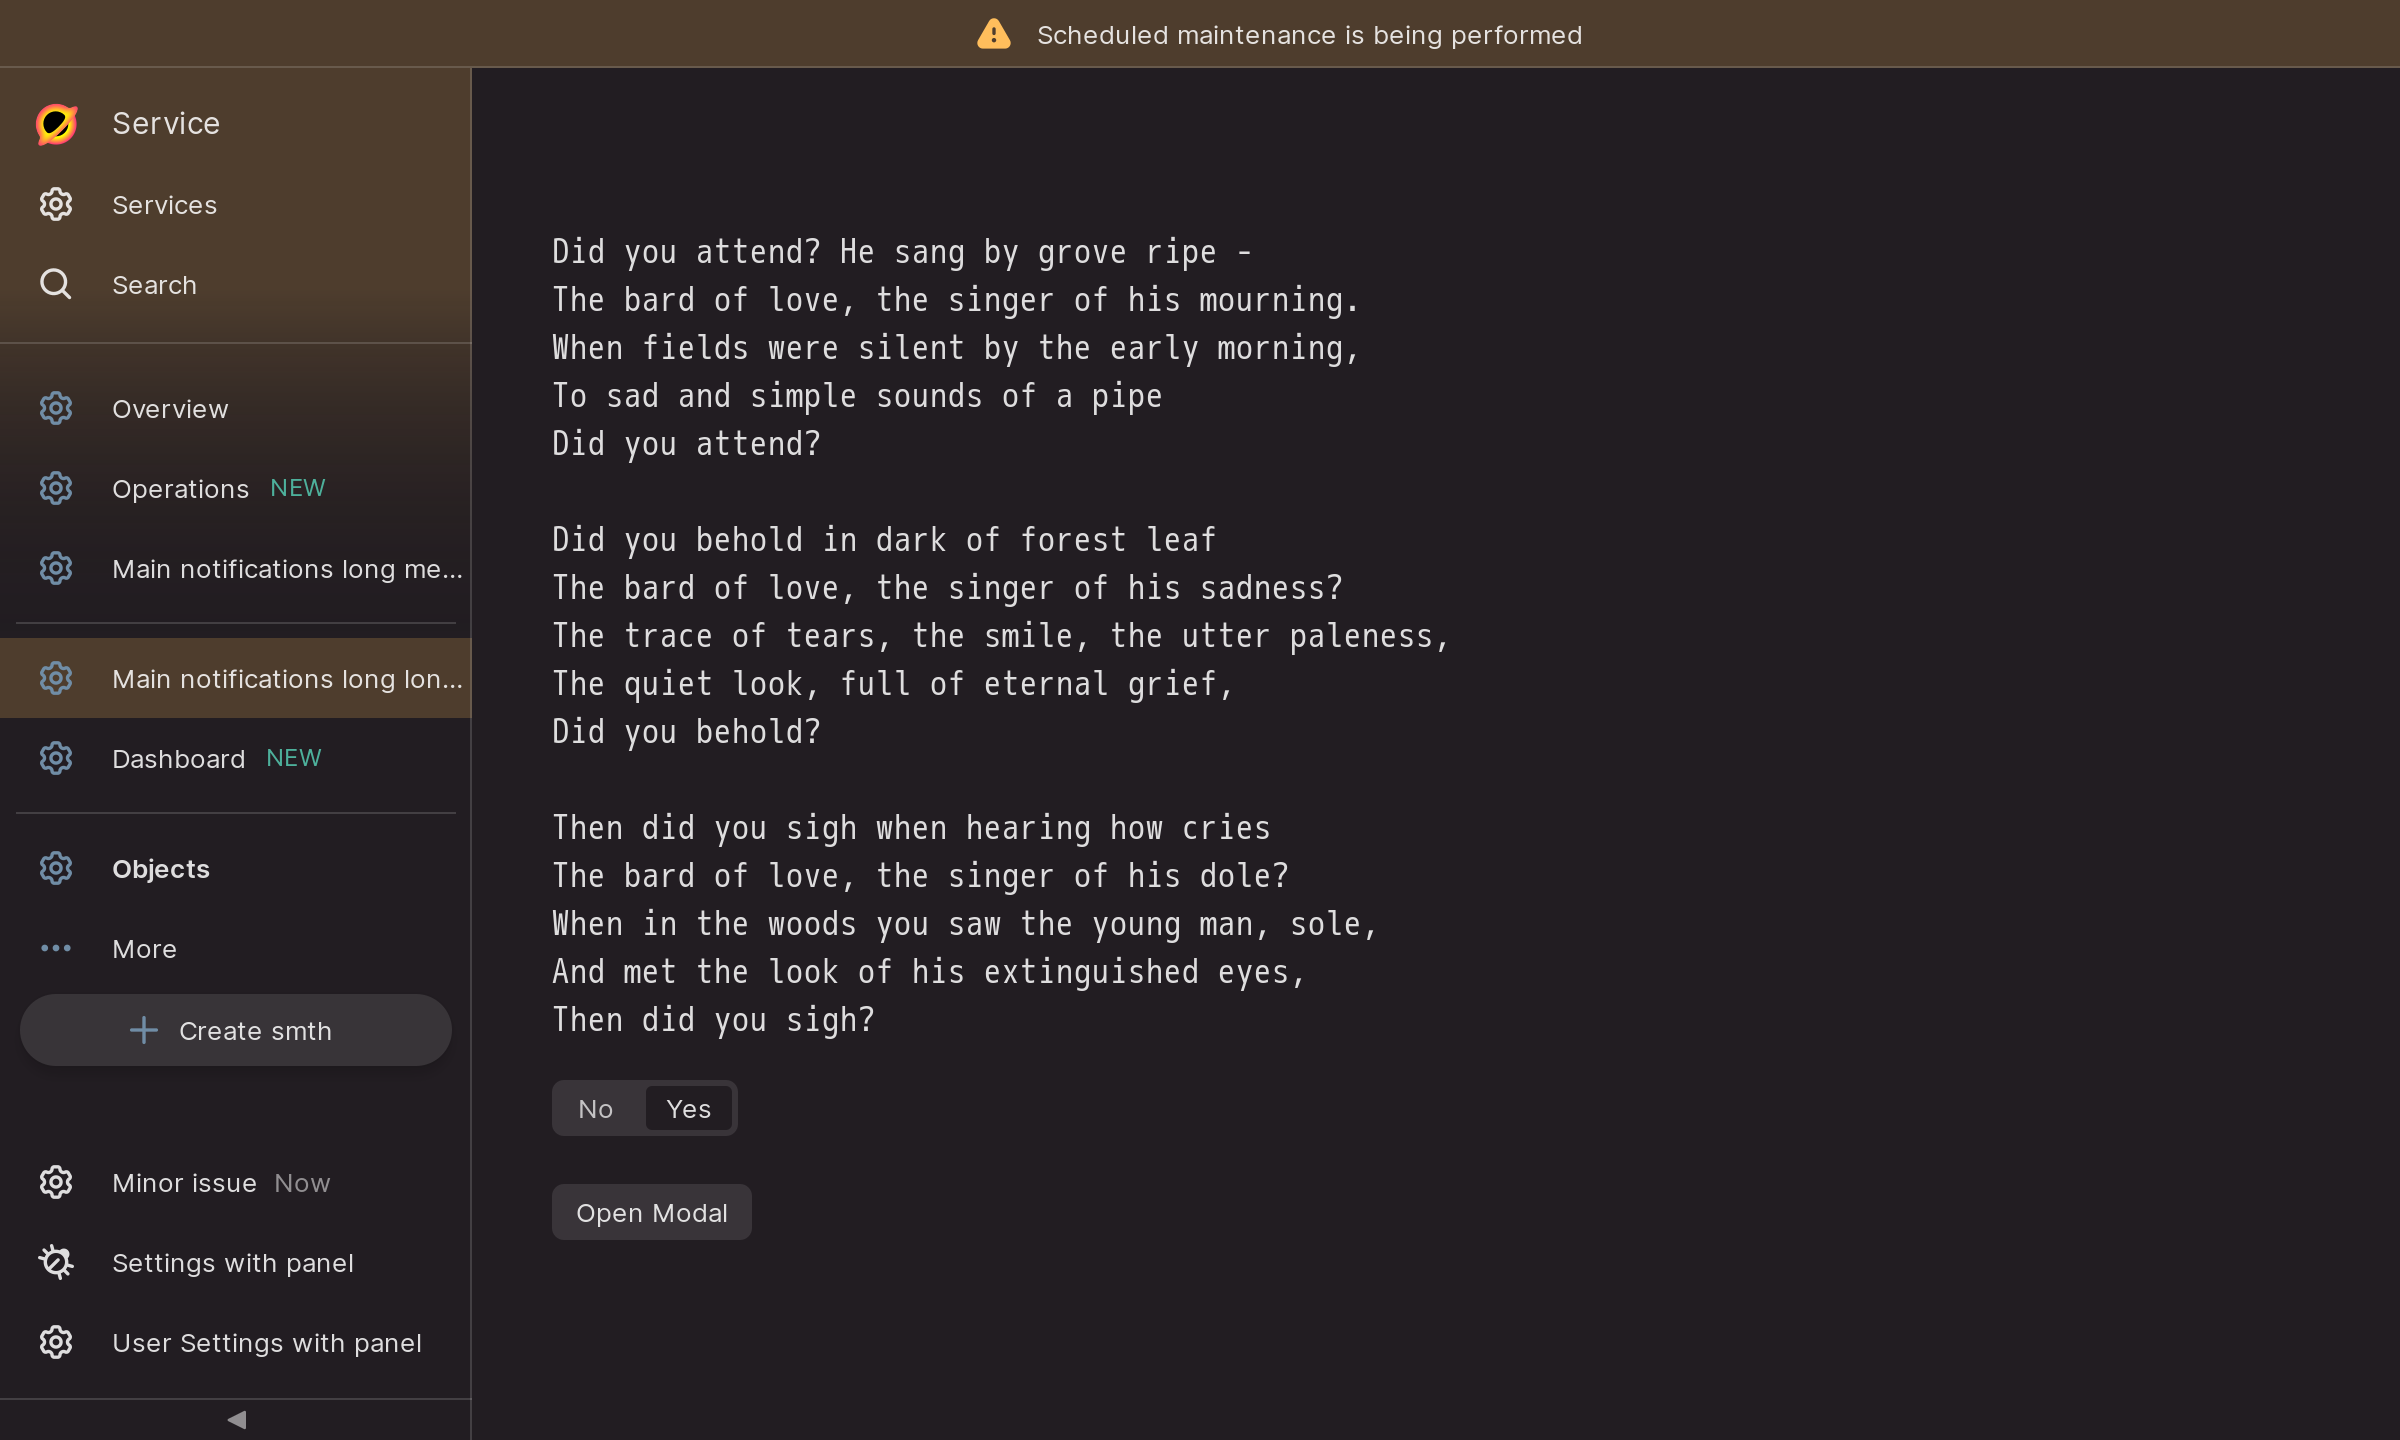 Scheduled maintenance is being performed
Service
Services
Search
Overview
Operations NEW
Main notifications long me...
Main notifications long lon...
Dashboard NEW
Objects
More
Create smth
Minor issue Now
Settings with panel
User Settings with panel
Did you attend? He sang by grove ripe -
The bard of love, the singer of his mourning.
When fields were silent by the early morning,
To sad and simple sounds of a pipe
Did you attend?
Did you behold in dark of forest leaf
The bard of love, the singer of his sadness?
The trace of tears, the smile, the utter paleness,
The quiet look, full of eternal grief,
Did you behold?
Then did you sigh when hearing how cries
The bard of love, the singer of his dole?
When in the woods you saw the young man, sole,
And met the look of his extinguished eyes,
Then did you sigh?
No Yes
Open Modal